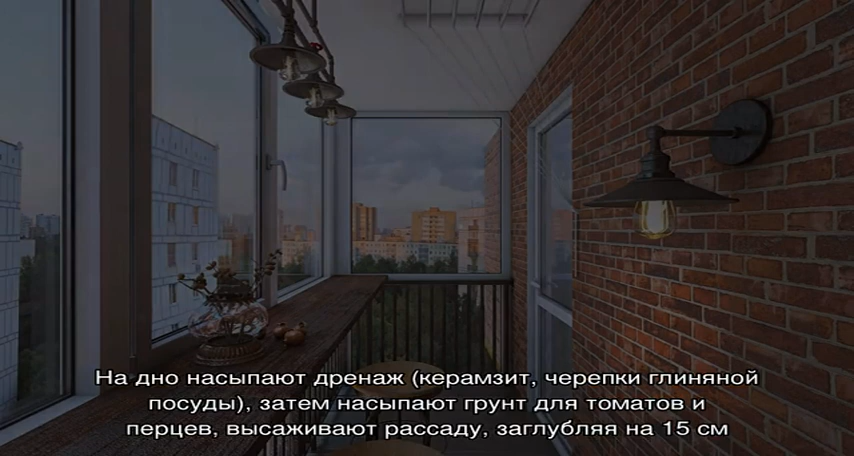 На дно насыпают дренаж (керамзит, черепки глиняной
посуды), затем насыпают грунт для томатов и
перцев, высаживают рассаду, заглубляя на 15 см